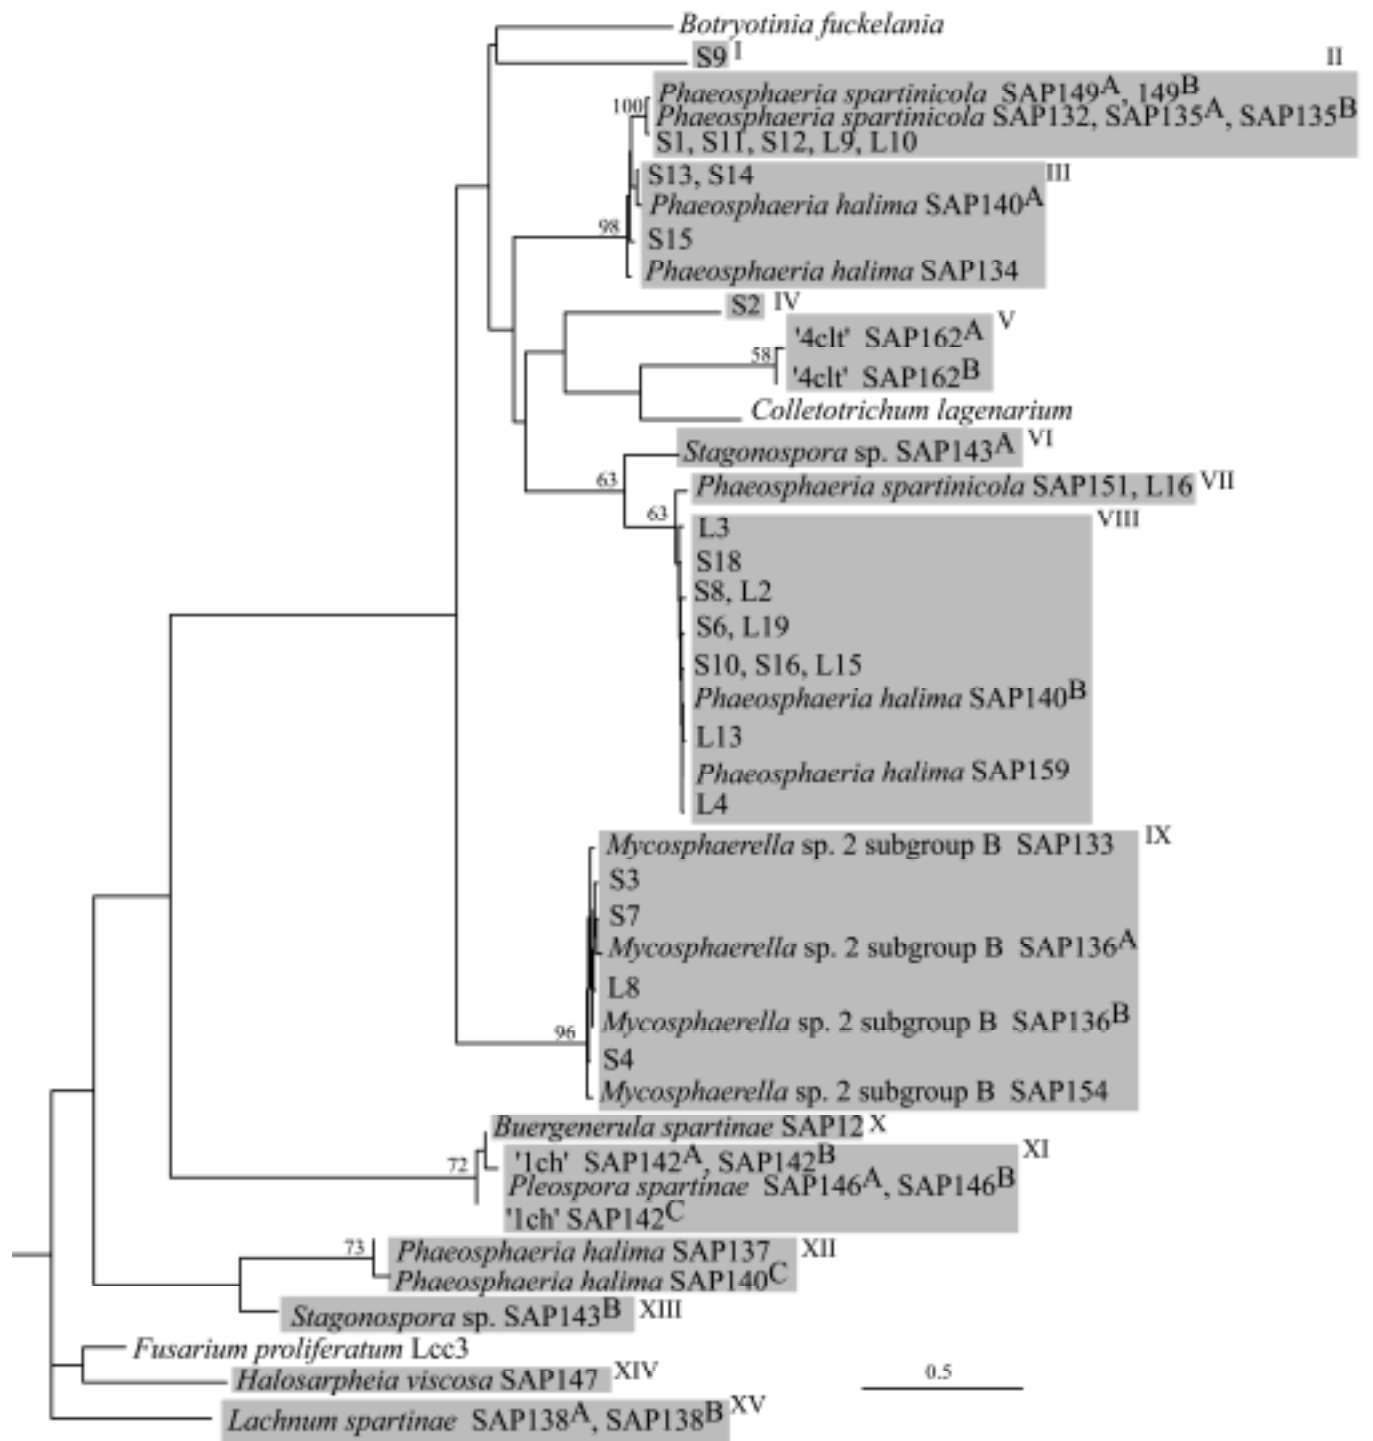 Botryotinia fuckelania
S9 I
II
Phaeosphaeria spartinicola SAP149A, 149B
100
Phaeosphaeria spartinicola SAP132, SAP135A, SAP135B
S1, S11, S12, L9, L10
S13, S14 III
Phaeosphaeria halima SAP140A
98
S15
Phaeosphaeria halima SAP134
S2 IV
V
'4clt' SAP162A
58
'4clt' SAP162B
Colletotrichum lagenarium
Stagonospora sp. SAP143A VI
63
Phaeosphaeria spartinicola SAP151, L16 VII
63
VIII
L3
S18
S8, L2
S6, L19
S10, S16, L15
Phaeosphaeria halima SAP140B
L13
Phaeosphaeria halima SAP159
L4
Mycosphaerella sp. 2 subgroup B SAP133 IX
S3
S7
Mycosphaerella sp. 2 subgroup B SAP136A
L8
Mycosphaerella sp. 2 subgroup B SAP136B
96
S4
Mycosphaerella sp. 2 subgroup B SAP154
Buergenerula spartinae SAP12 X
XI
72
'1ch' SAP142A, SAP142B
Pleospora spartinae SAP146A, SAP146B
'1ch' SAP142C
73
Phaeosphaeria halima SAP137 XII
Phaeosphaeria halima SAP140C
Stagonospora sp. SAP143B XIII
Fusarium proliferatum Lcc3
Halosarpheia viscosa SAP147 XIV
0.5
Lachnum spartinae SAP138A, SAP138B XV